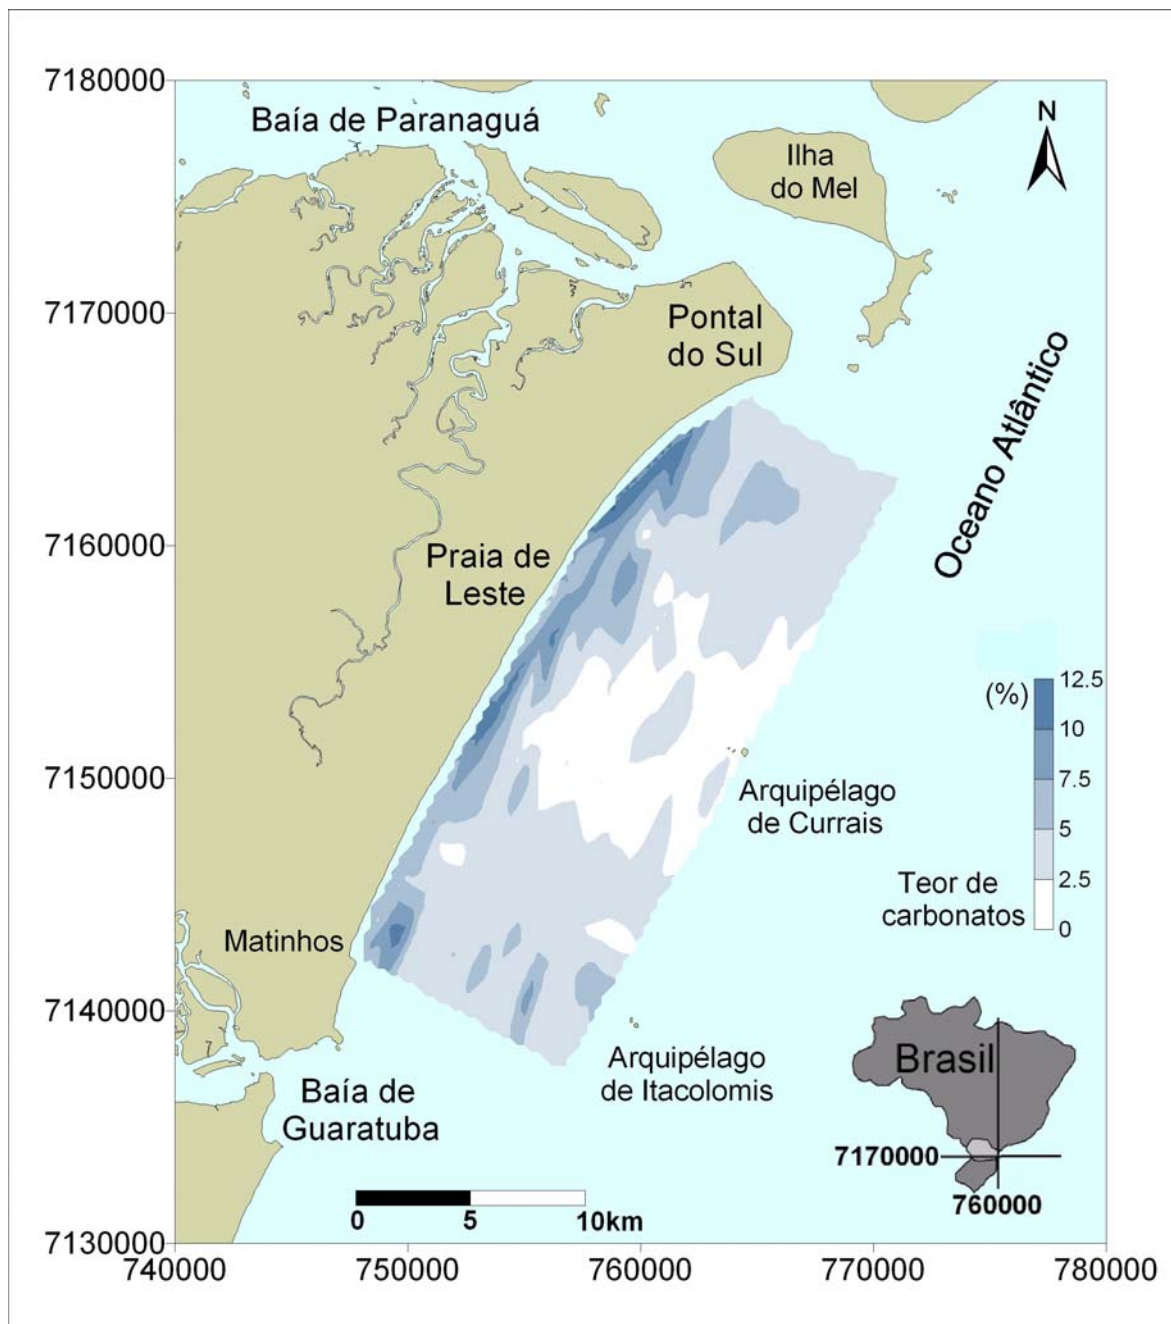 7180000
Baía de Paranaguá
Ilha
do Mel
N
7170000
Pontal
do Sul
Oceano Atlântico
7160000
Praia de
Leste
(%)
12.5
10
7.5
5
2.5
0
7150000
Arquipélago
de Currais
Teor de
carbonatos
Matinhos
7140000
Arquipélago
de Itacolomis
Brasil
Baía de
Guaratuba
7170000
760000
0 5 10km
7130000
740000 750000 760000 770000 780000